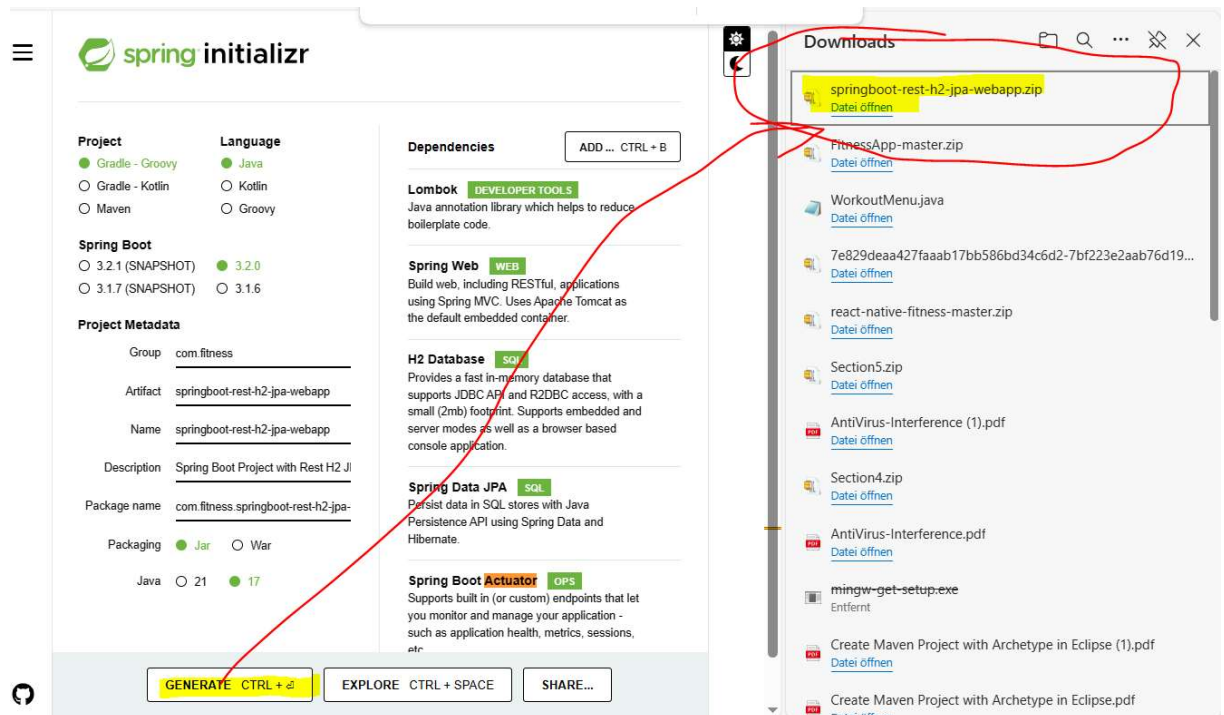 spring initializr
Project
Language
Gradle - Groovy
Java
Gradle - Kotlin
Kotlin
Maven
Groovy
Spring Boot
3.2.1 (SNAPSHOT)
3.2.0
3.1.7 (SNAPSHOT)
3.1.6
Project Metadata
Group com.fitness
Artifact springboot-rest-h2-jpa-webapp
Name springboot-rest-h2-jpa-webapp
Description Spring Boot Project with Rest H2 JI
Package name com.fitness.springboot-rest-h2-jpa-
Packaging Jar War
Java 21 17
Dependencies
ADD ... CTRL + B
Lombok DEVELOPER TOOLS
Java annotation library which helps to reduce
boilerplate code.
Spring Web WEB
Build web, including RESTful, applications
using Spring MVC. Uses Apache Tomcat as
the default embedded container.
H2 Database SQL
Provides a fast in-memory database that
supports JDBC API and R2DBC access, with a
small (2mb) footprint. Supports embedded and
server modes as well as a browser based
console application.
Spring Data JPA SQL
Persist data in SQL stores with Java
Persistence API using Spring Data and
Hibernate.
Spring Boot Actuator OPS
Supports built in (or custom) endpoints that let
you monitor and manage your application -
such as application health, metrics, sessions,
etc
GENERATE CTRL + ⏎
EXPLORE CTRL + SPACE
SHARE...
Downloads
springboot-rest-h2-jpa-webapp.zip
Datei öffnen
FitnessApp-master.zip
Datei öffnen
WorkoutMenu.java
Datei öffnen
7e829deaa427faaab17bb586bd34c6d2-7bf223e2aab76d19...
Datei öffnen
react-native-fitness-master.zip
Datei öffnen
Section5.zip
Datei öffnen
AntiVirus-Interference (1).pdf
Datei öffnen
Section4.zip
Datei öffnen
AntiVirus-Interference.pdf
Datei öffnen
mingw-get-setup.exe
Entfernt
Create Maven Project with Archetype in Eclipse (1).pdf
Datei öffnen
Create Maven Project with Archetype in Eclipse.pdf